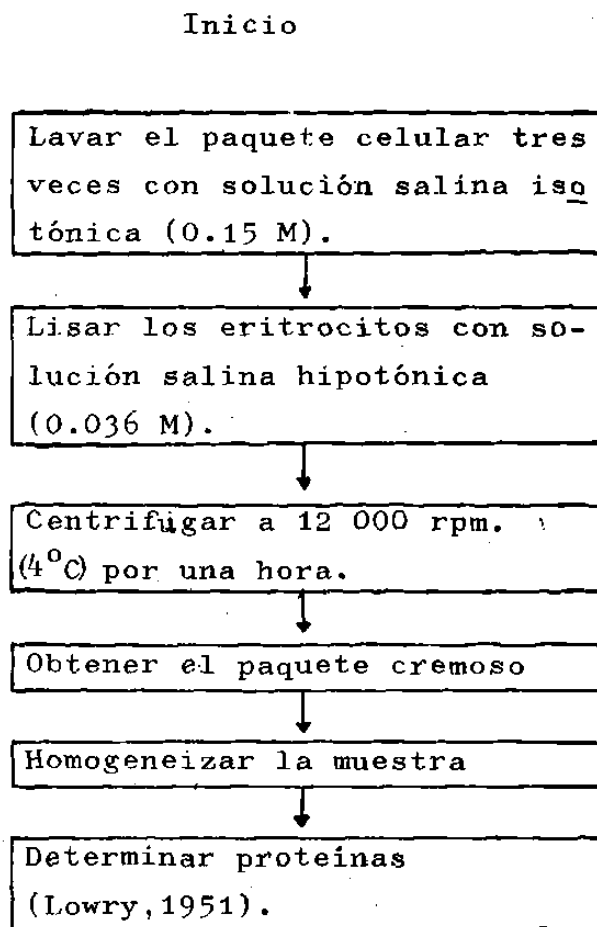 Inicio
Lavar el paquete celular tres
veces con solución salina iso
tónica (0.15 M).
Lisar los eritrocitos con so-
lución salina hipotónica
(0.036 M).
Centrifugar a 12 000 rpm.
(4°C) por una hora.
Obtener el paquete cremoso
Homogeneizar la muestra
Determinar proteínas
(Lowry,1951).